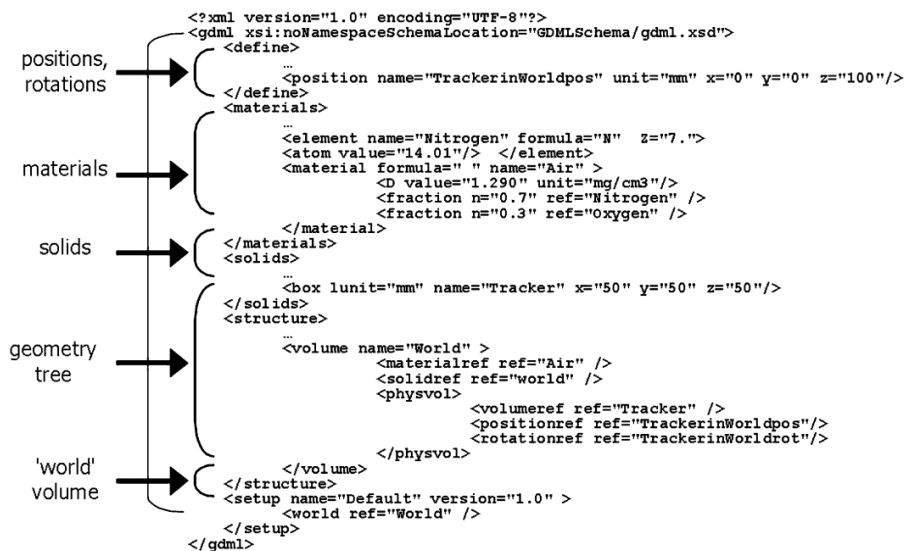 <?xml version="1.0" encoding="UTF-8"?>
<gdml xsi:noNamespaceSchemaLocation="GDMLSchema/gdml.xsd">
<define>
positions,
rotations
…
<position name="TrackerinWorldpos" unit="mm" x="0" y="0" z="100"/>
</define>
<materials>
…
<element name="Nitrogen" formula="N"  Z="7.">
<atom value="14.01"/>  </element>
materials
<material formula=" " name="Air" >
<D value="1.290" unit="mg/cm3"/>
<fraction n="0.7" ref="Nitrogen" />
<fraction n="0.3" ref="Oxygen" />
</material>
solids
</materials>
<solids>
…
<box lunit="mm" name="Tracker" x="50" y="50" z="50"/>
</solids>
<structure>
…
geometry
tree
<volume name="World" >
<materialref ref="Air" />
<solidref ref="world" />
<physvol>
<volumeref ref="Tracker" />
<positionref ref="TrackerinWorldpos"/>
<rotationref ref="TrackerinWorldrot"/>
</physvol>
'world'
volume
</volume>
</structure>
<setup name="Default" version="1.0" >
<world ref="World" />
</setup>
</gdml>